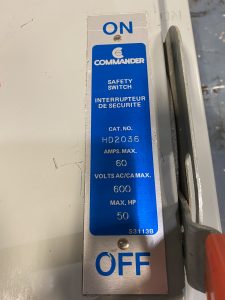 ON
COMMANDER
SAFETY
SWITCH
INTERRUPTEUR
DE SECURITE
CAT. NO.
HD2036
AMPS. MAX.
60
VOLTS AC/CA MAX.
600
MAX. HP
50
S3113B
OFF